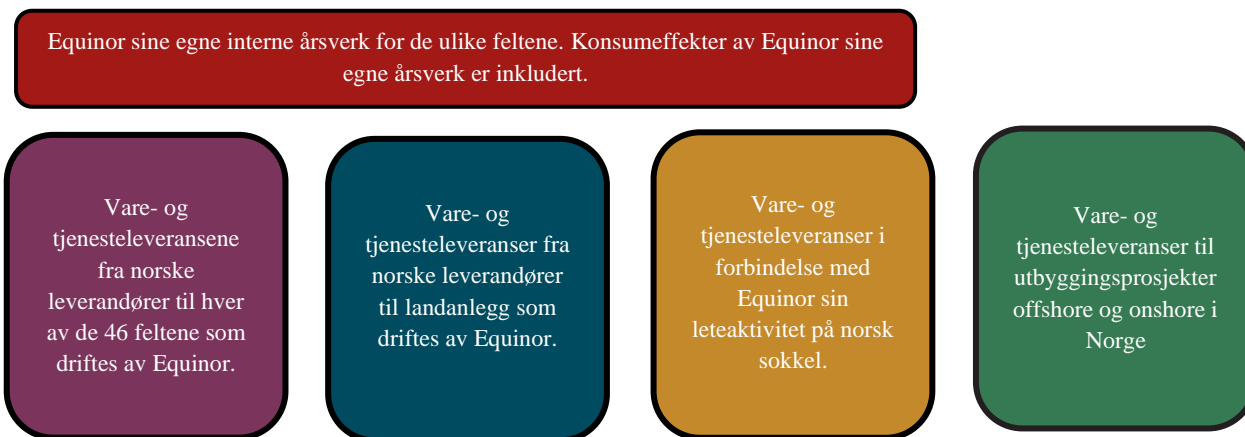 Equinor sine egne interne årsverk for de ulike feltene. Konsumeffekter av Equinor sine
egne årsverk er inkludert.
Vare- og
tjenesteleveransene
fra norske
leverandører til hver
av de 46 feltene som
driftes av Equinor.
Vare- og
tjenesteleveranser fra
norske leverandører
til landanlegg som
driftes av Equinor.
Vare- og
tjenesteleveranser i
forbindelse med
Equinor sin
leteaktivitet på norsk
sokkel.
Vare- og
tjenesteleveranser til
utbyggingsprosjekter
offshore og onshore i
Norge